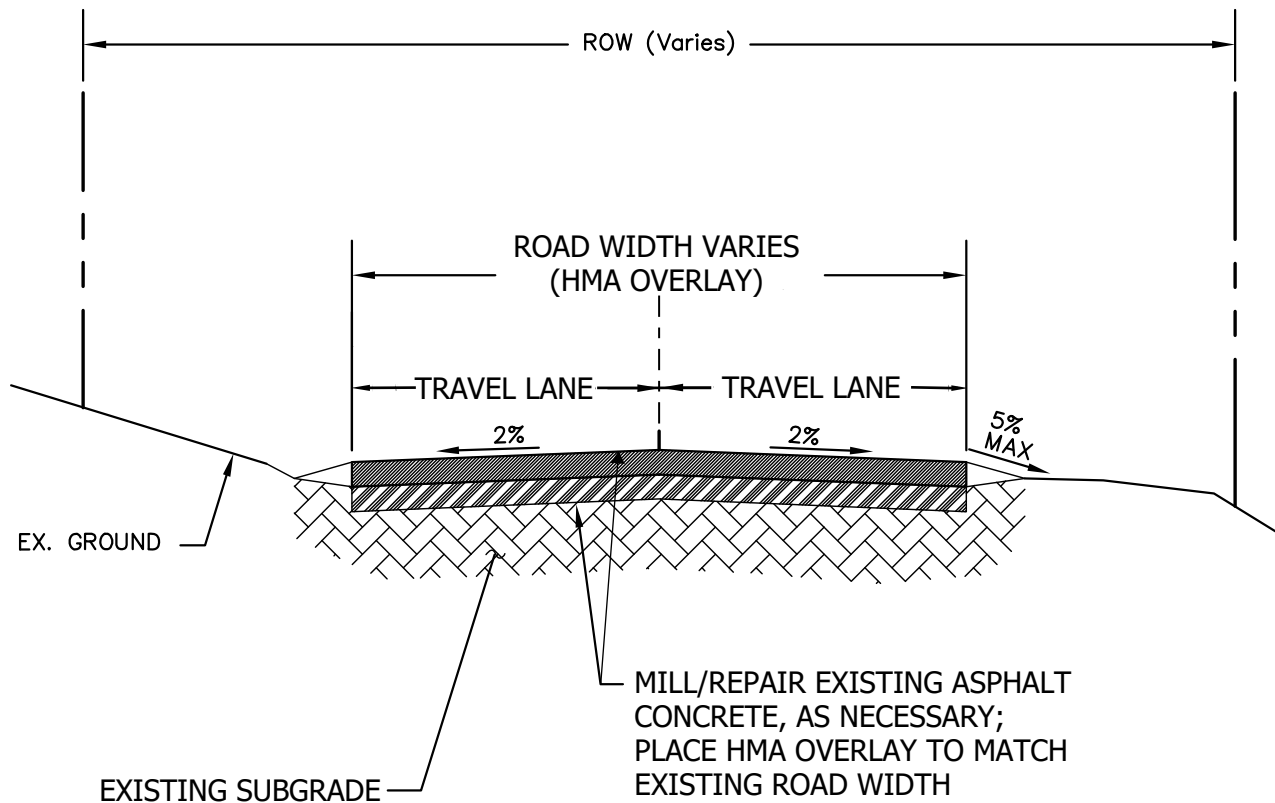 ROW (Varies)
ROAD WIDTH VARIES
(HMA OVERLAY)
TRAVEL LANE
TRAVEL LANE
2%
2%
5%
MAX
EX. GROUND
MILL/REPAIR EXISTING ASPHALT
CONCRETE, AS NECESSARY;
PLACE HMA OVERLAY TO MATCH
EXISTING ROAD WIDTH
EXISTING SUBGRADE